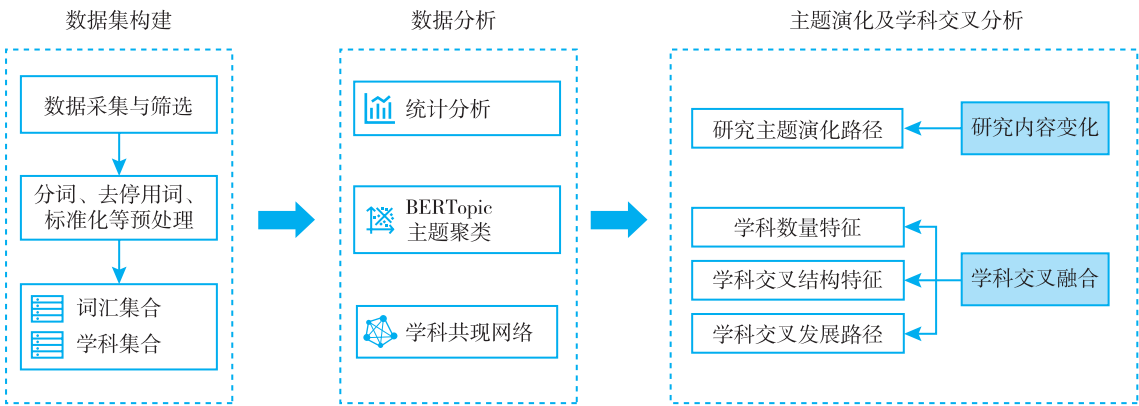 数据集构建
数据采集与筛选
分词、去停用词、
标准化等预处理
词汇集合
学科集合
数据分析
统计分析
BERTopic
主题聚类
学科共现网络
主题演化及学科交叉分析
研究主题演化路径
研究内容变化
学科数量特征
学科交叉结构特征
学科交叉发展路径
学科交叉融合